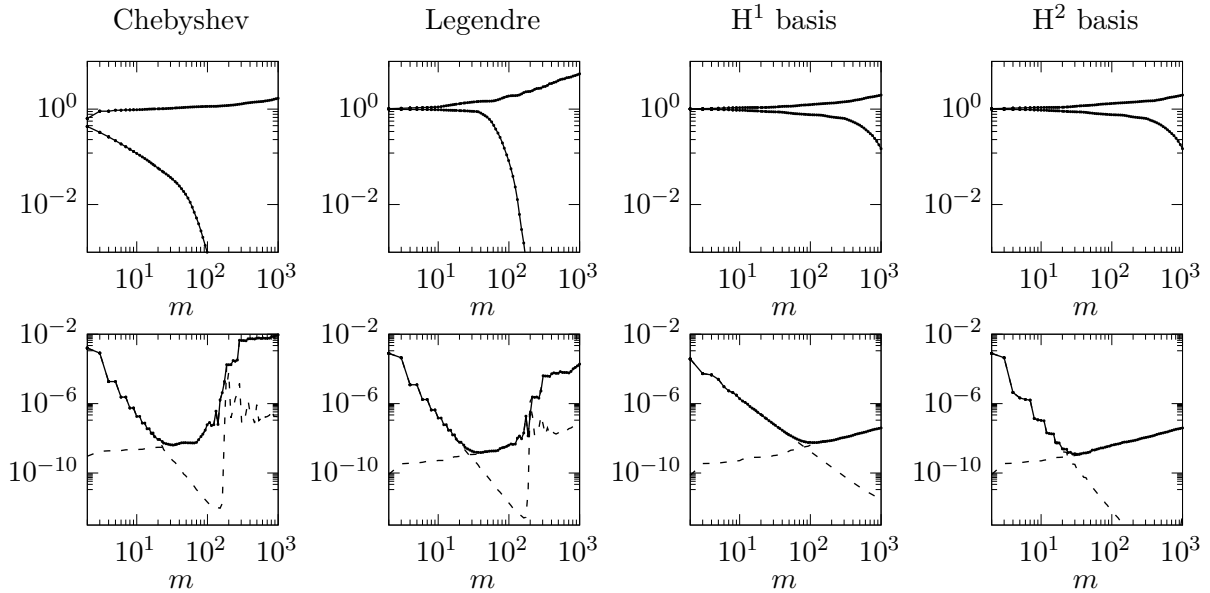 Chebyshev Legendre H¹ basis H² basis
10⁰ 10⁰ 10⁰ 10⁰
10⁻² 10⁻² 10⁻² 10⁻²
10¹ 10² 10³ 10¹ 10² 10³ 10¹ 10² 10³ 10¹ 10² 10³
m m m m
10⁻² 10⁻² 10⁻² 10⁻²
10⁻⁶ 10⁻⁶ 10⁻⁶ 10⁻⁶
10⁻¹⁰ 10⁻¹⁰ 10⁻¹⁰ 10⁻¹⁰
10¹ 10² 10³ 10¹ 10² 10³ 10¹ 10² 10³ 10¹ 10² 10³
m m m m